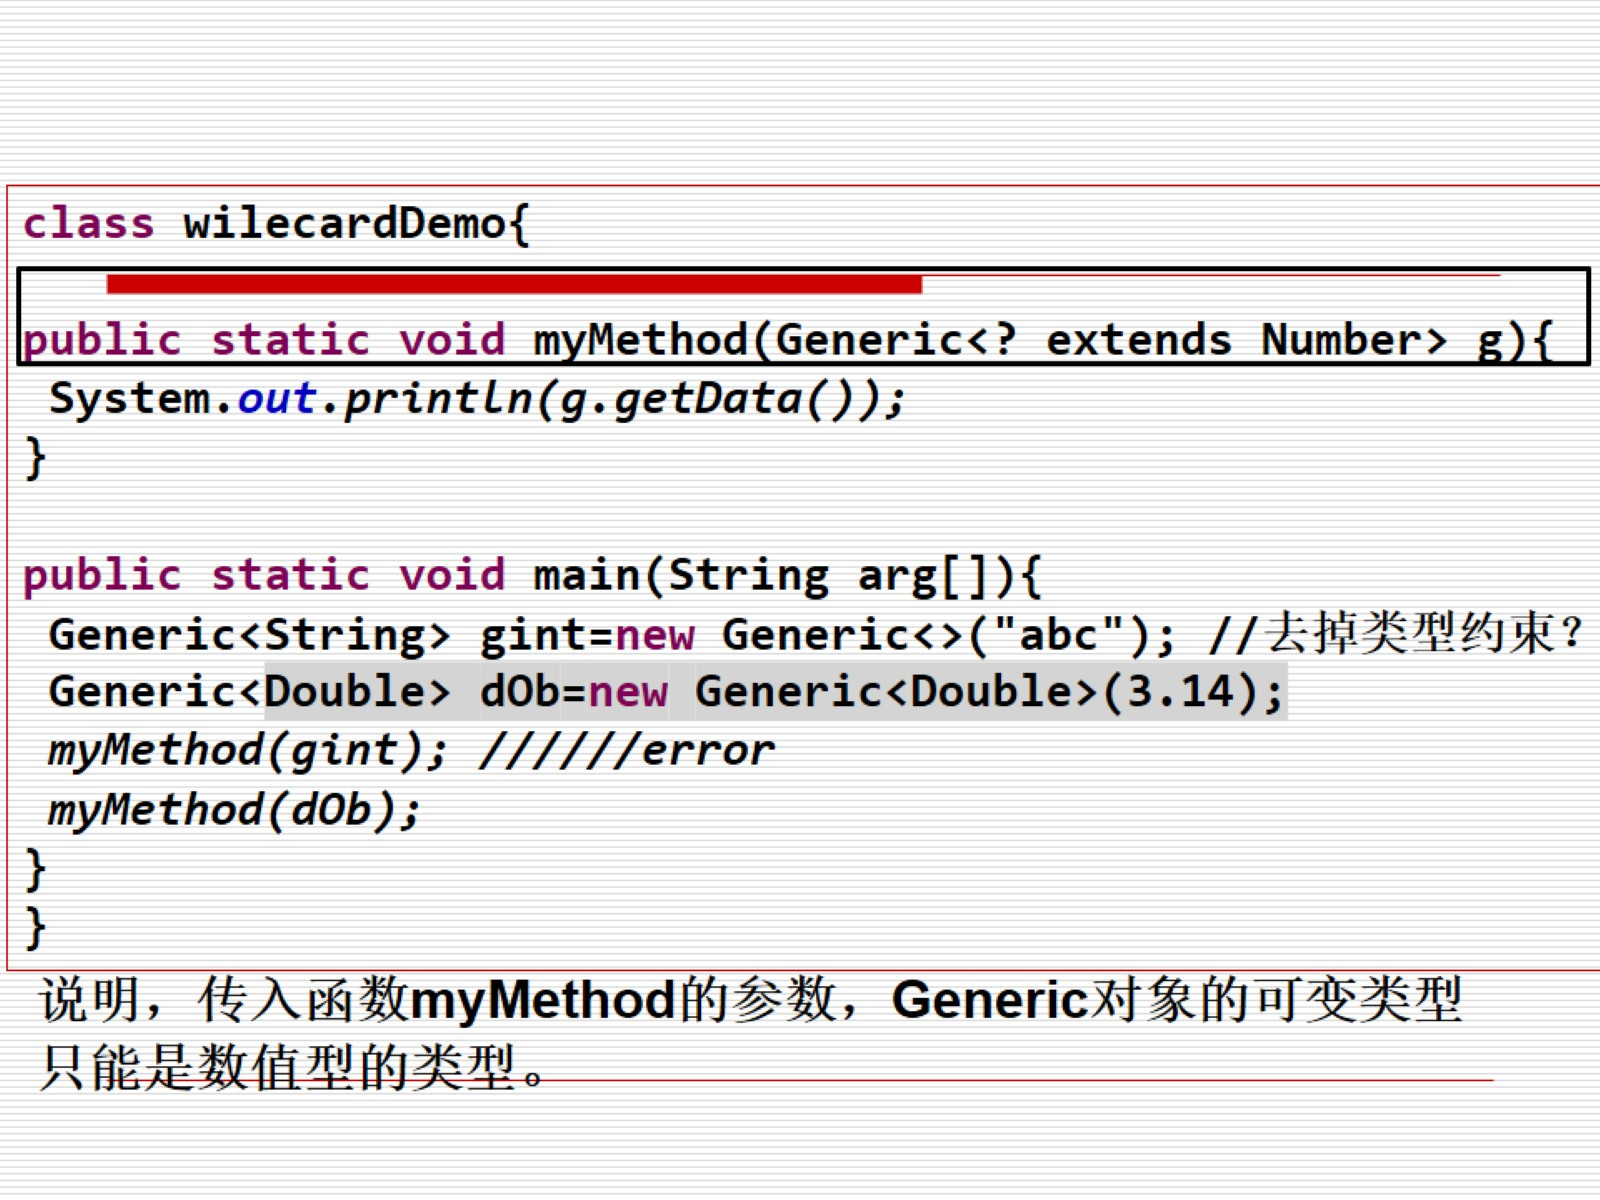 class wilecardDemo{
public static void myMethod(Generic<? extends Number> g){
System.out.println(g.getData());
}
public static void main(String arg[]){
Generic<String> gint=new Generic<>("abc"); //去掉类型约束？
Generic<Double> dOb=new Generic<Double>(3.14);
myMethod(gint); //////error
myMethod(dOb);
}
}
说明，传入函数myMethod的参数，Generic对象的可变类型
只能是数值型的类型。